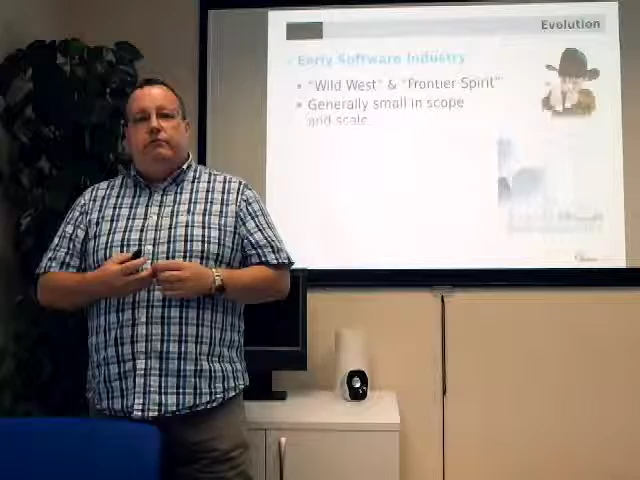 Evolution
Early Software Industry
• "Wild West" & "Frontier Spirit"
• Generally small in scope
and scale